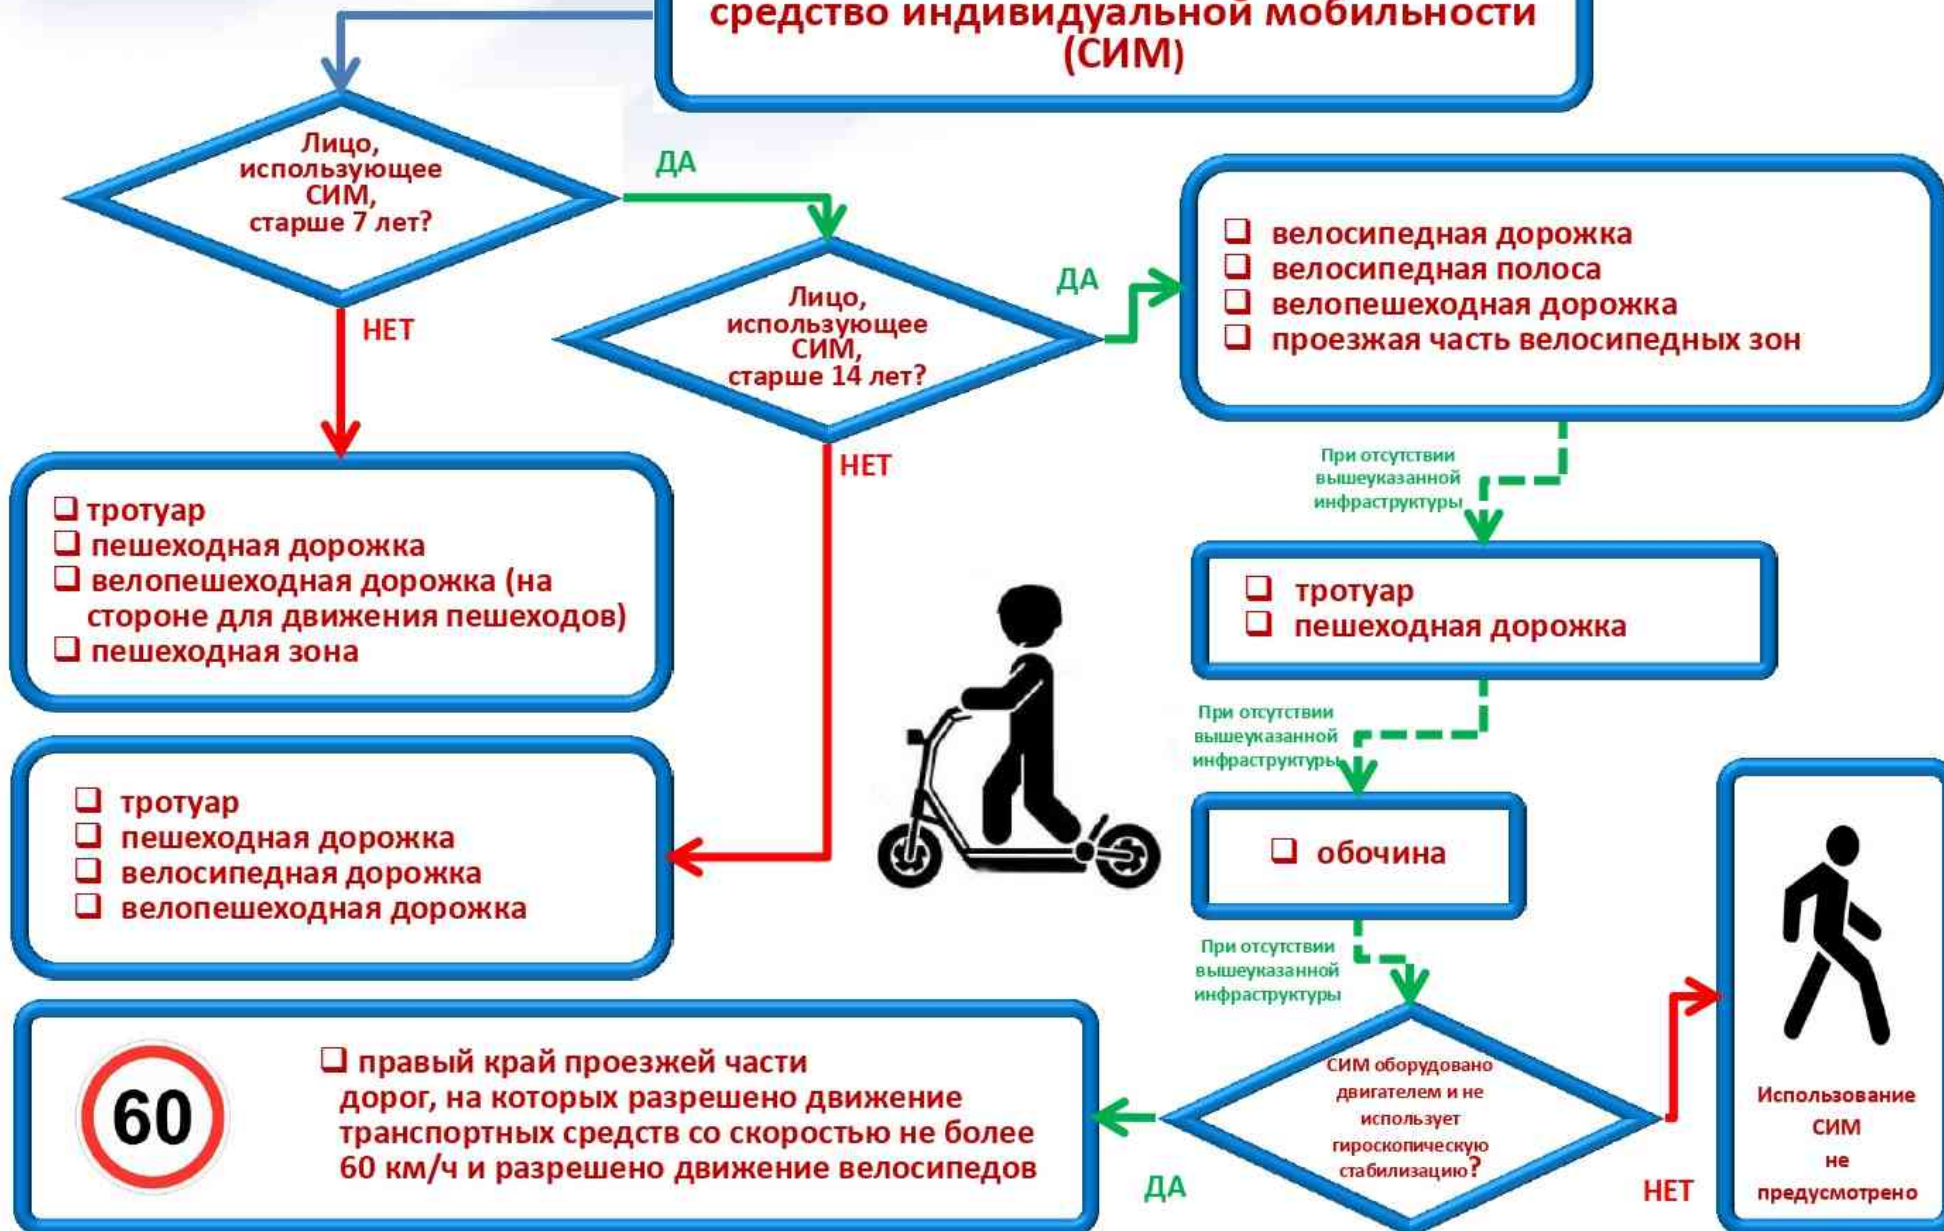 средство индивидуальной мобильности
(СИМ)
Лицо,
использующее
СИМ,
старше 7 лет?
ДА
НЕТ
Лицо,
использующее
СИМ,
старше 14 лет?
ДА
НЕТ
❑ велосипедная дорожка
❑ велосипедная полоса
❑ велопешеходная дорожка
❑ проезжая часть велосипедных зон
При отсутствии
вышеуказанной
инфраструктуры
❑ тротуар
❑ пешеходная дорожка
❑ велопешеходная дорожка (на
стороне для движения пешеходов)
❑ пешеходная зона
❑ тротуар
❑ пешеходная дорожка
При отсутствии
вышеуказанной
инфраструктуры
❑ тротуар
❑ пешеходная дорожка
❑ велосипедная дорожка
❑ велопешеходная дорожка
❑ обочина
При отсутствии
вышеуказанной
инфраструктуры
60
❑ правый край проезжей части
дорог, на которых разрешено движение
транспортных средств со скоростью не более
60 км/ч и разрешено движение велосипедов
СИМ оборудовано
двигателем и не
использует
гироскопическую
стабилизацию?
ДА
НЕТ
Использование
СИМ
не
предусмотрено